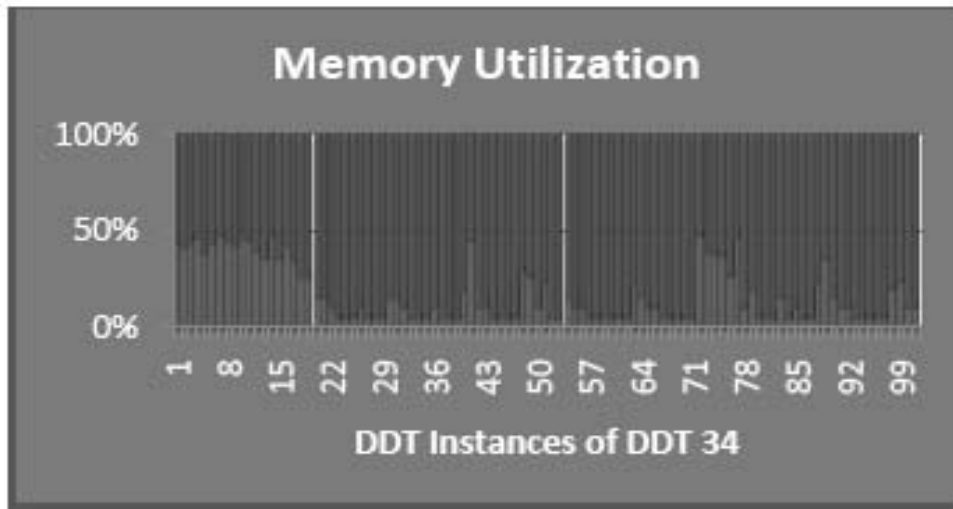 Memory Utilization
100%
50%
0%
1 8 15 22 29 36 43 50 57 64 71 78 85 92 99
DDT Instances of DDT 34